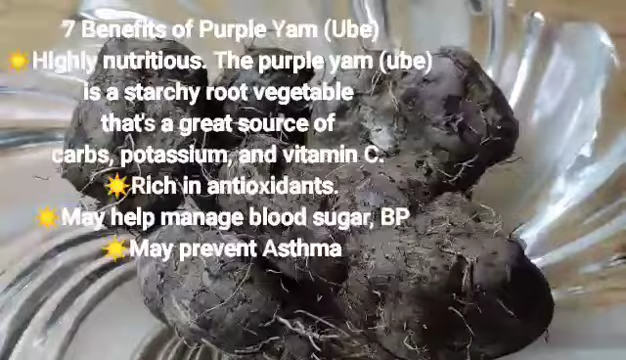 7 Benefits of Purple Yam (Ube)
Highly nutritious. The purple yam (ube)
is a starchy root vegetable
that's a great source of
carbs, potassium, and vitamin C.
Rich in antioxidants.
May help manage blood sugar, BP
May prevent Asthma